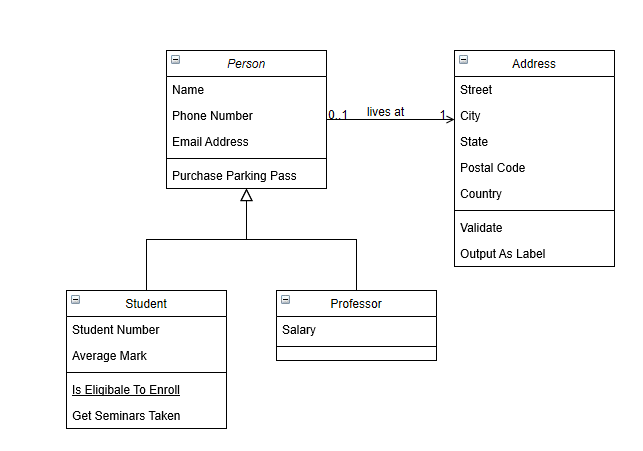 Person
Name
Phone Number
Email Address
Purchase Parking Pass
0..1
lives at
1
Address
Street
City
State
Postal Code
Country
Validate
Output As Label
Student
Student Number
Average Mark
Is Eligibale To Enroll
Get Seminars Taken
Professor
Salary